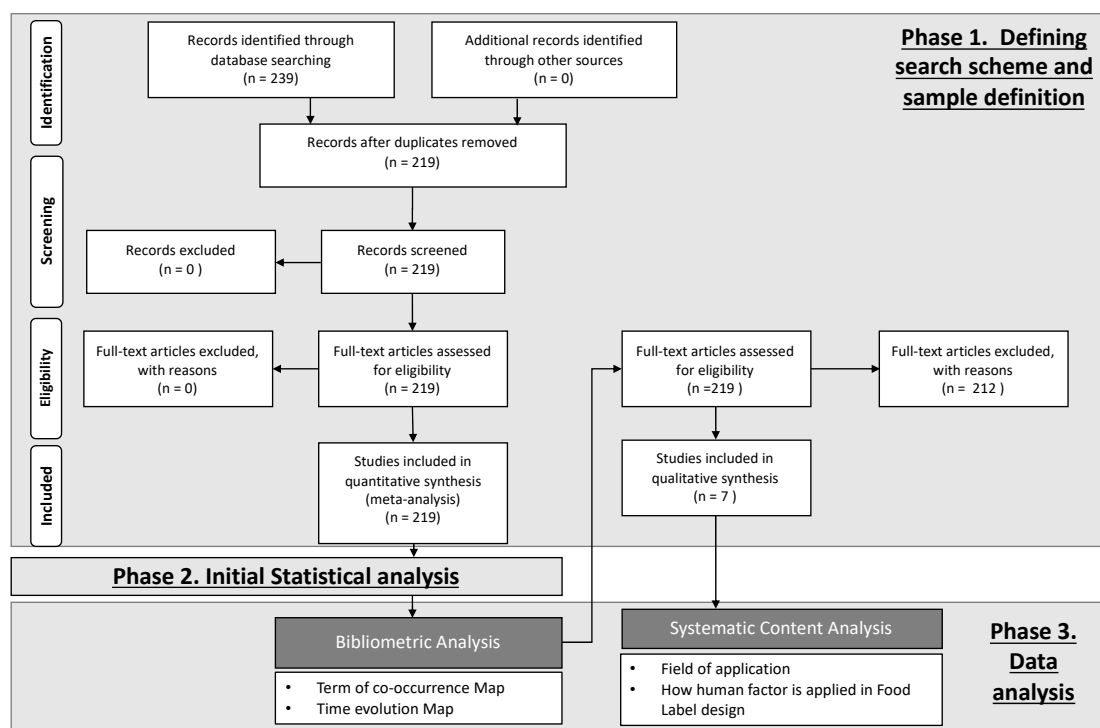 Identification
Records identified through
database searching
(n = 239)
Additional records identified
through other sources
(n = 0)
Phase 1. Defining
search scheme and
sample definition
Records after duplicates removed
(n = 219)
Screening
Records excluded
(n = 0 )
Records screened
(n = 219)
Eligibility
Full-text articles excluded,
with reasons
(n = 0)
Full-text articles assessed
for eligibility
(n = 219)
Full-text articles assessed
for eligibility
(n =219 )
Full-text articles excluded,
with reasons
(n = 212 )
Included
Studies included in
quantitative synthesis
(meta-analysis)
(n = 219)
Studies included in
qualitative synthesis
(n = 7 )
Phase 2. Initial Statistical analysis
Bibliometric Analysis
• Term of co-occurrence Map
• Time evolution Map
Systematic Content Analysis
• Field of application
• How human factor is applied in Food
Label design
Phase 3.
Data
analysis